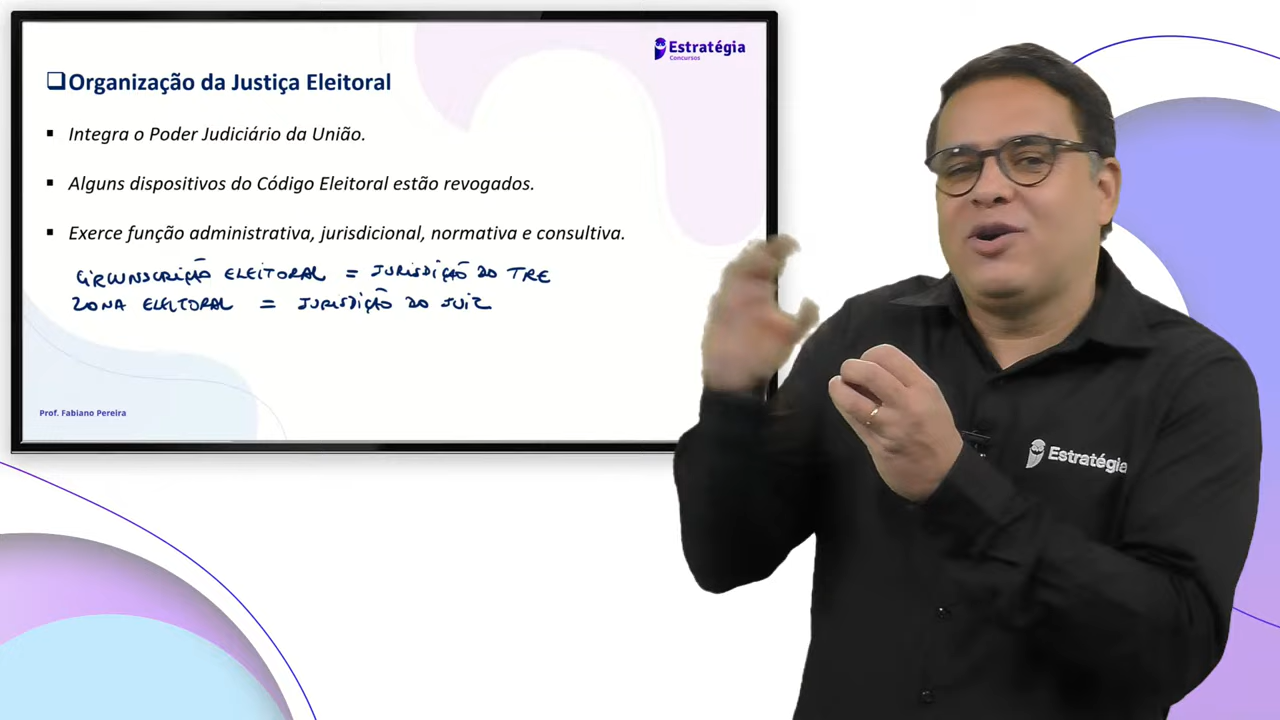 Estratégia
Concursos
Organização da Justiça Eleitoral
Integra o Poder Judiciário da União.
Alguns dispositivos do Código Eleitoral estão revogados.
Exerce função administrativa, jurisdicional, normativa e consultiva.
CIRCUNSCRIÇÃO ELEITORAL = JURISDIÇÃO DO TRE
ZONA ELEITORAL = JURISDIÇÃO DO JUIZ
Prof. Fabiano Pereira
Estratégia